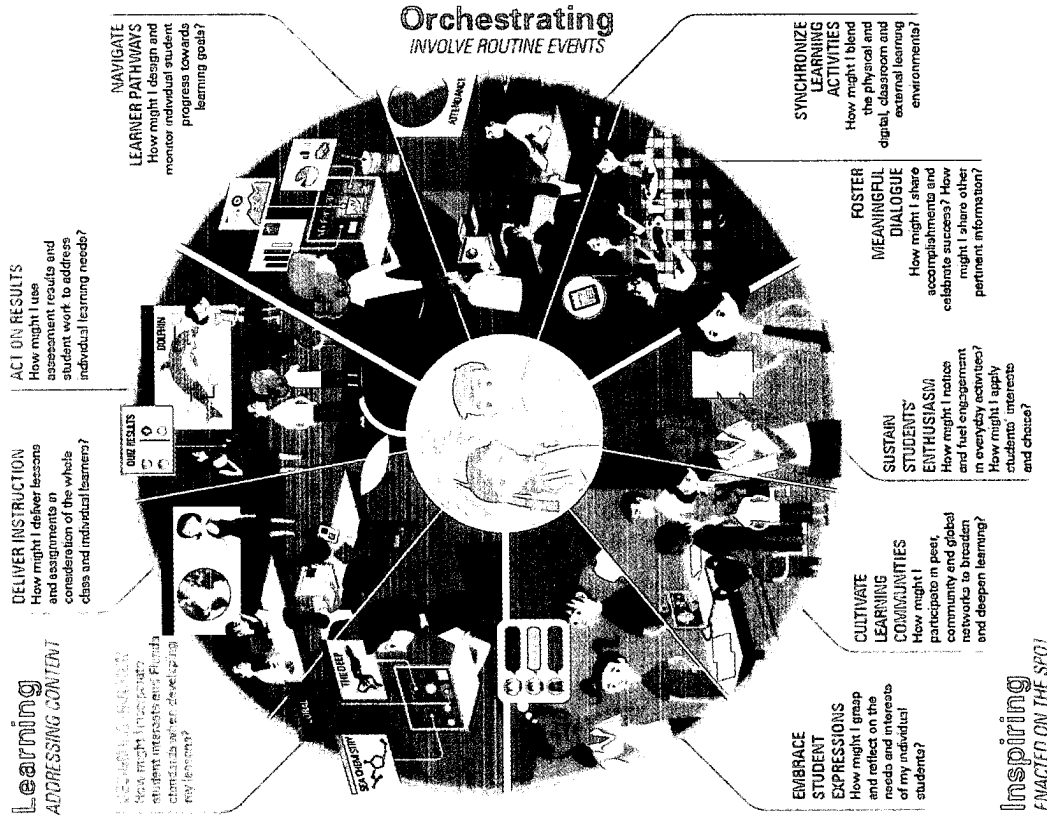 Learning
ADDRESSING CONTENT
How might I incorporate
student interests and
standards when developing
my lessons?
DELIVER INSTRUCTION
How might I deliver lessons
and assignments in
consideration of the whole
class and individual learners?
ACT ON RESULTS
How might I use
assessment results and
student work to address
individual learning needs?
Orchestrating
INVOLVE ROUTINE EVENTS
NAVIGATE
LEARNER PATHWAYS
How might I design and
monitor individual student
progress towards
learning goals?
SYNCHRONIZE
LEARNING
ACTIVITIES
How might I blend
the physical and
digital, classroom and
external learning
environments?
FOSTER
MEANINGFUL
DIALOGUE
How might I share
accomplishments and
celebrate success? How
might I share other
pertinent information?
SUSTAIN
STUDENTS'
ENTHUSIASM
How might I notice
and fuel engagement
in everyday activities?
How might I apply
students' interests
and choice?
CULTIVATE
LEARNING
COMMUNITIES
How might I
participate in peer,
community and global
networks to broaden
and deepen learning?
EMBRACE
STUDENT
EXPRESSIONS
How might I grasp
and reflect on the
needs and interests
of my individual
students?
Inspiring
ENACTED ON THE SPOT
QUIZ RESULTS
DOLPHIN
ATTENDANCE
THE DEEP
SEA CHEMISTRY